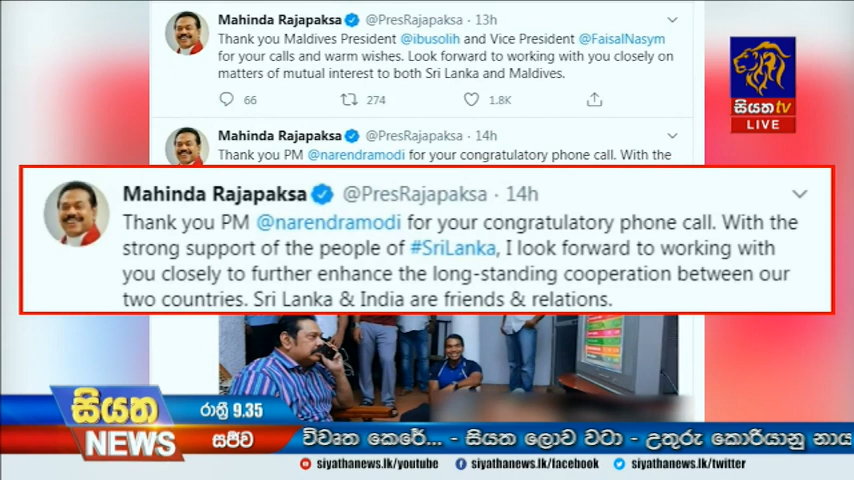 Mahinda Rajapaksa @PresRajapaksa · 13h
Thank you Maldives President @ibusolih and Vice President @FaisalNasym
for your calls and warm wishes. Look forward to working with you closely on
matters of mutual interest to both Sri Lanka and Maldives.
66 274 1.8K
සියත tv
LIVE
Mahinda Rajapaksa @PresRajapaksa · 14h
Thank you PM @narendramodi for your congratulatory phone call. With the
Mahinda Rajapaksa @PresRajapaksa · 14h
Thank you PM @narendramodi for your congratulatory phone call. With the
strong support of the people of #SriLanka, I look forward to working with
you closely to further enhance the long-standing cooperation between our
two countries. Sri Lanka & India are friends & relations.
සියත
NEWS
රාත්‍රී 9.35
සජීව
විවෘත කෙරේ... - සියත ලොව වටා - උතුරු කොරියානු නාය
siyathanews.lk/youtube siyathanews.lk/facebook siyathanews.lk/twitter